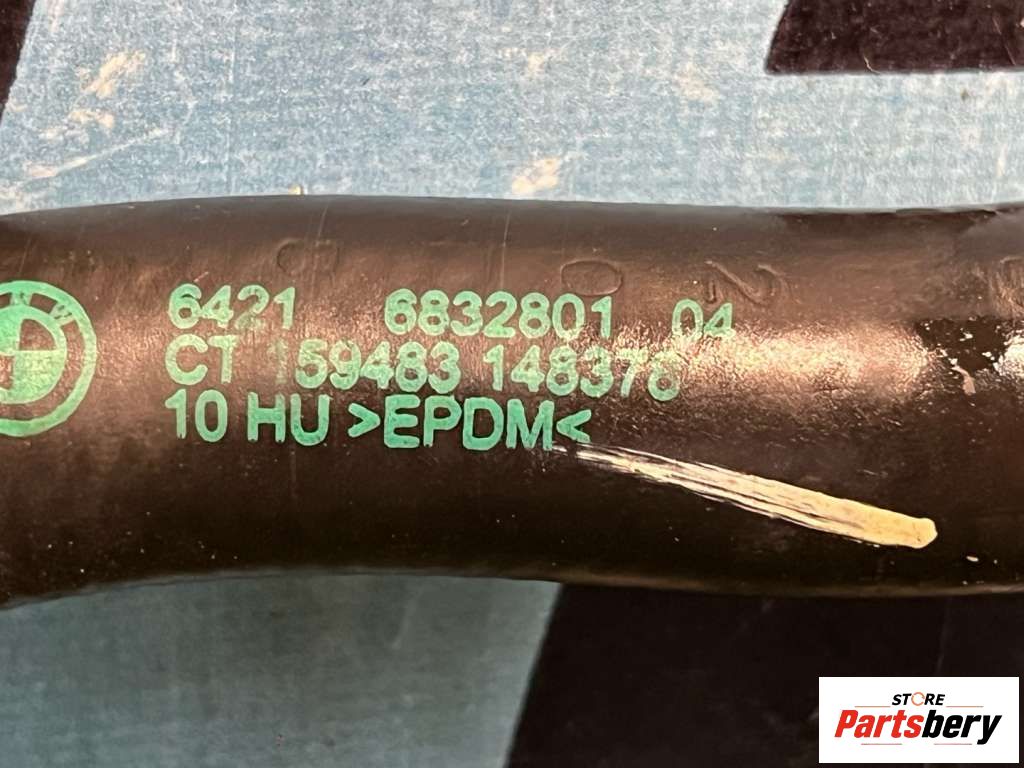 6421 6832801 04
CT 159483 148376
10 HU >EPDM<
STORE
Partsbery